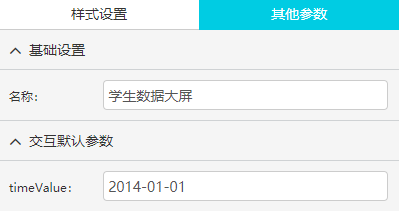 样式设置 其他参数
基础设置
名称： 学生数据大屏
交互默认参数
timeValue： 2014-01-01